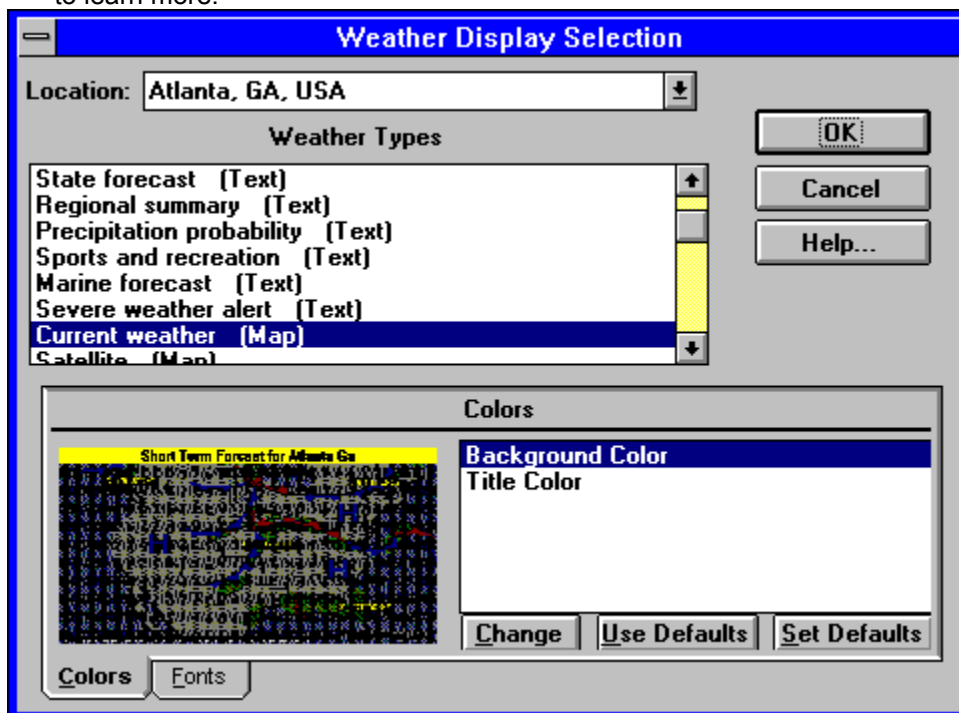 to learn more.
Weather Display Selection
Location: Atlanta, GA, USA
Weather Types
OK
Cancel
Help...
State forecast (Text)
Regional summary (Text)
Precipitation probability (Text)
Sports and recreation (Text)
Marine forecast (Text)
Severe weather alert (Text)
Current weather (Map)
Satellite (Map)
Colors
Short Term Forcast for Atlanta Ga
H
H
H
Background Color
Title Color
Change Use Defaults Set Defaults
Colors Fonts